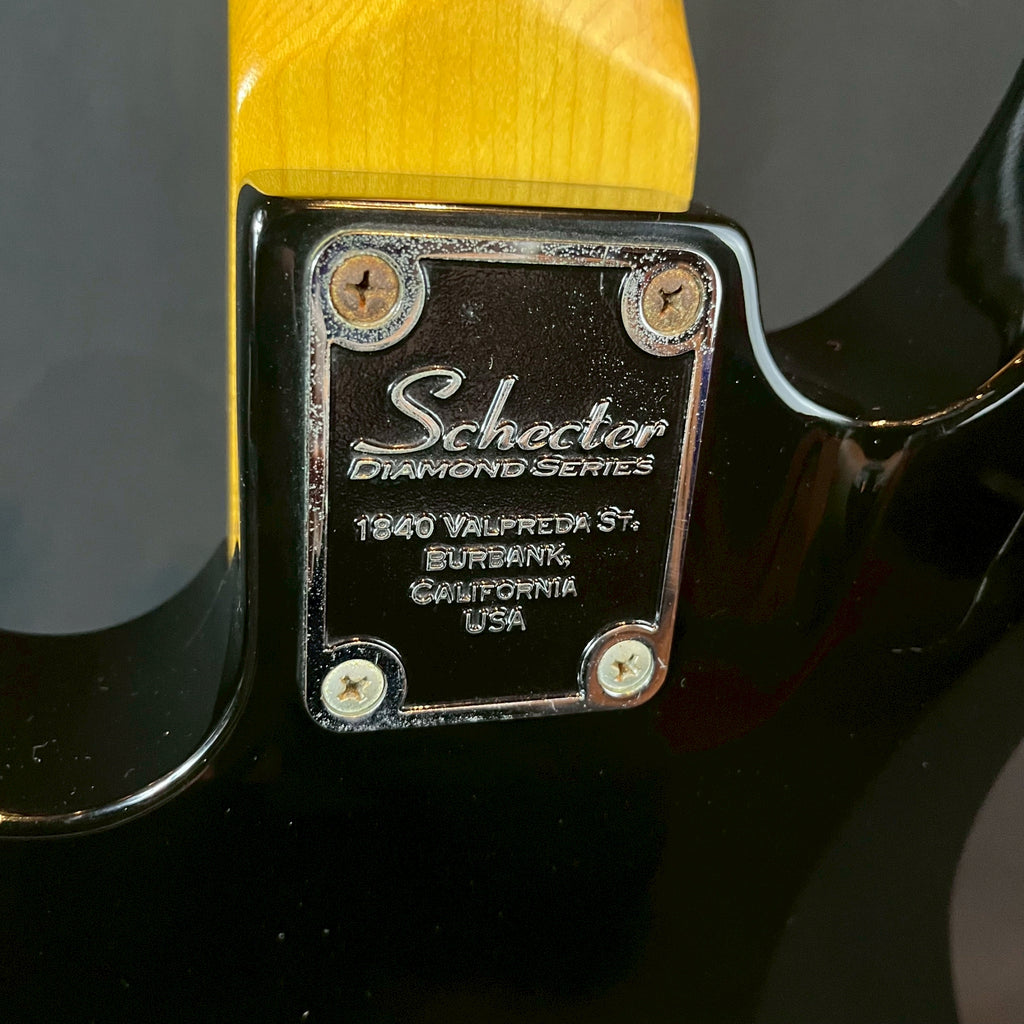 Schecter
DIAMOND SERIES
1840 VALPREDA ST.
BURBANK,
CALIFORNIA
USA